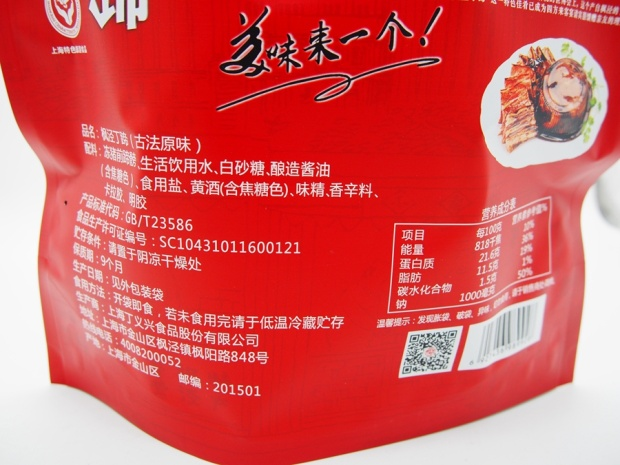 蹄
上海特色蹄膀
美味来一个！
品名：枫泾丁蹄（古法原味）
配料：冻猪前蹄膀、生活饮用水、白砂糖、酿造酱油
（含焦糖色）、食用盐、黄酒(含焦糖色)、味精、香辛料、
卡拉胶、明胶
产品标准代码：GB/T23586
食品生产许可证编号：SC10431011600121
贮存条件：请置于阴凉干燥处
保质期：9个月
生产日期：见外包装袋
食用方法：开袋即食，若未食用完请于低温冷藏贮存
生产商：上海丁义兴食品股份有限公司
地址：上海市金山区枫泾镇枫阳路848号
热线电话：4008200052
产地：上海市金山区 邮编：201501
营养成分表
项目 每100克 营养素参考值%
能量 818千焦 10%
蛋白质 21.6克 36%
脂肪 11.5克 19%
碳水化合物 1.5克 1%
钠 1000毫克 50%
温馨提示：发现胀袋、破袋、异味、